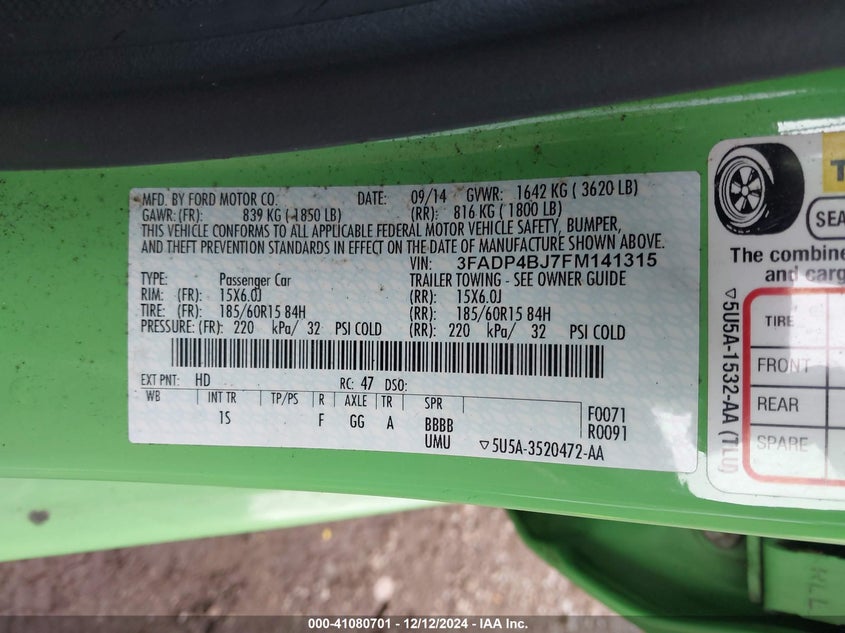 MFD. BY FORD MOTOR CO. DATE: 09/14 GVWR: 1642 KG ( 3620 LB)
GAWR: (FR): 839 KG ( 1850 LB) (RR): 816 KG ( 1800 LB)
THIS VEHICLE CONFORMS TO ALL APPLICABLE FEDERAL MOTOR VEHICLE SAFETY, BUMPER,
AND THEFT PREVENTION STANDARDS IN EFFECT ON THE DATE OF MANUFACTURE SHOWN ABOVE.
VIN: 3FADP4BJ7FM141315
TYPE: Passenger Car TRAILER TOWING - SEE OWNER GUIDE
RIM: (FR): 15X6.0J (RR): 15X6.0J
TIRE: (FR): 185/60R15 84H (RR): 185/60R15 84H
PRESSURE: (FR): 220 kPa/ 32 PSI COLD (RR): 220 kPa/ 32 PSI COLD
EXT PNT: HD RC: 47 DSO:
WB INT TR TP/PS R AXLE TR SPR
1S F GG A BBBB F0071
UMU R0091
▽5U5A-3520472-AA
SEA
The combine
and carg
TIRE
FRONT
REAR
SPARE
▽5U5A-1532-AA (TLU)
000-41080701 - 12/12/2024 - IAA Inc.